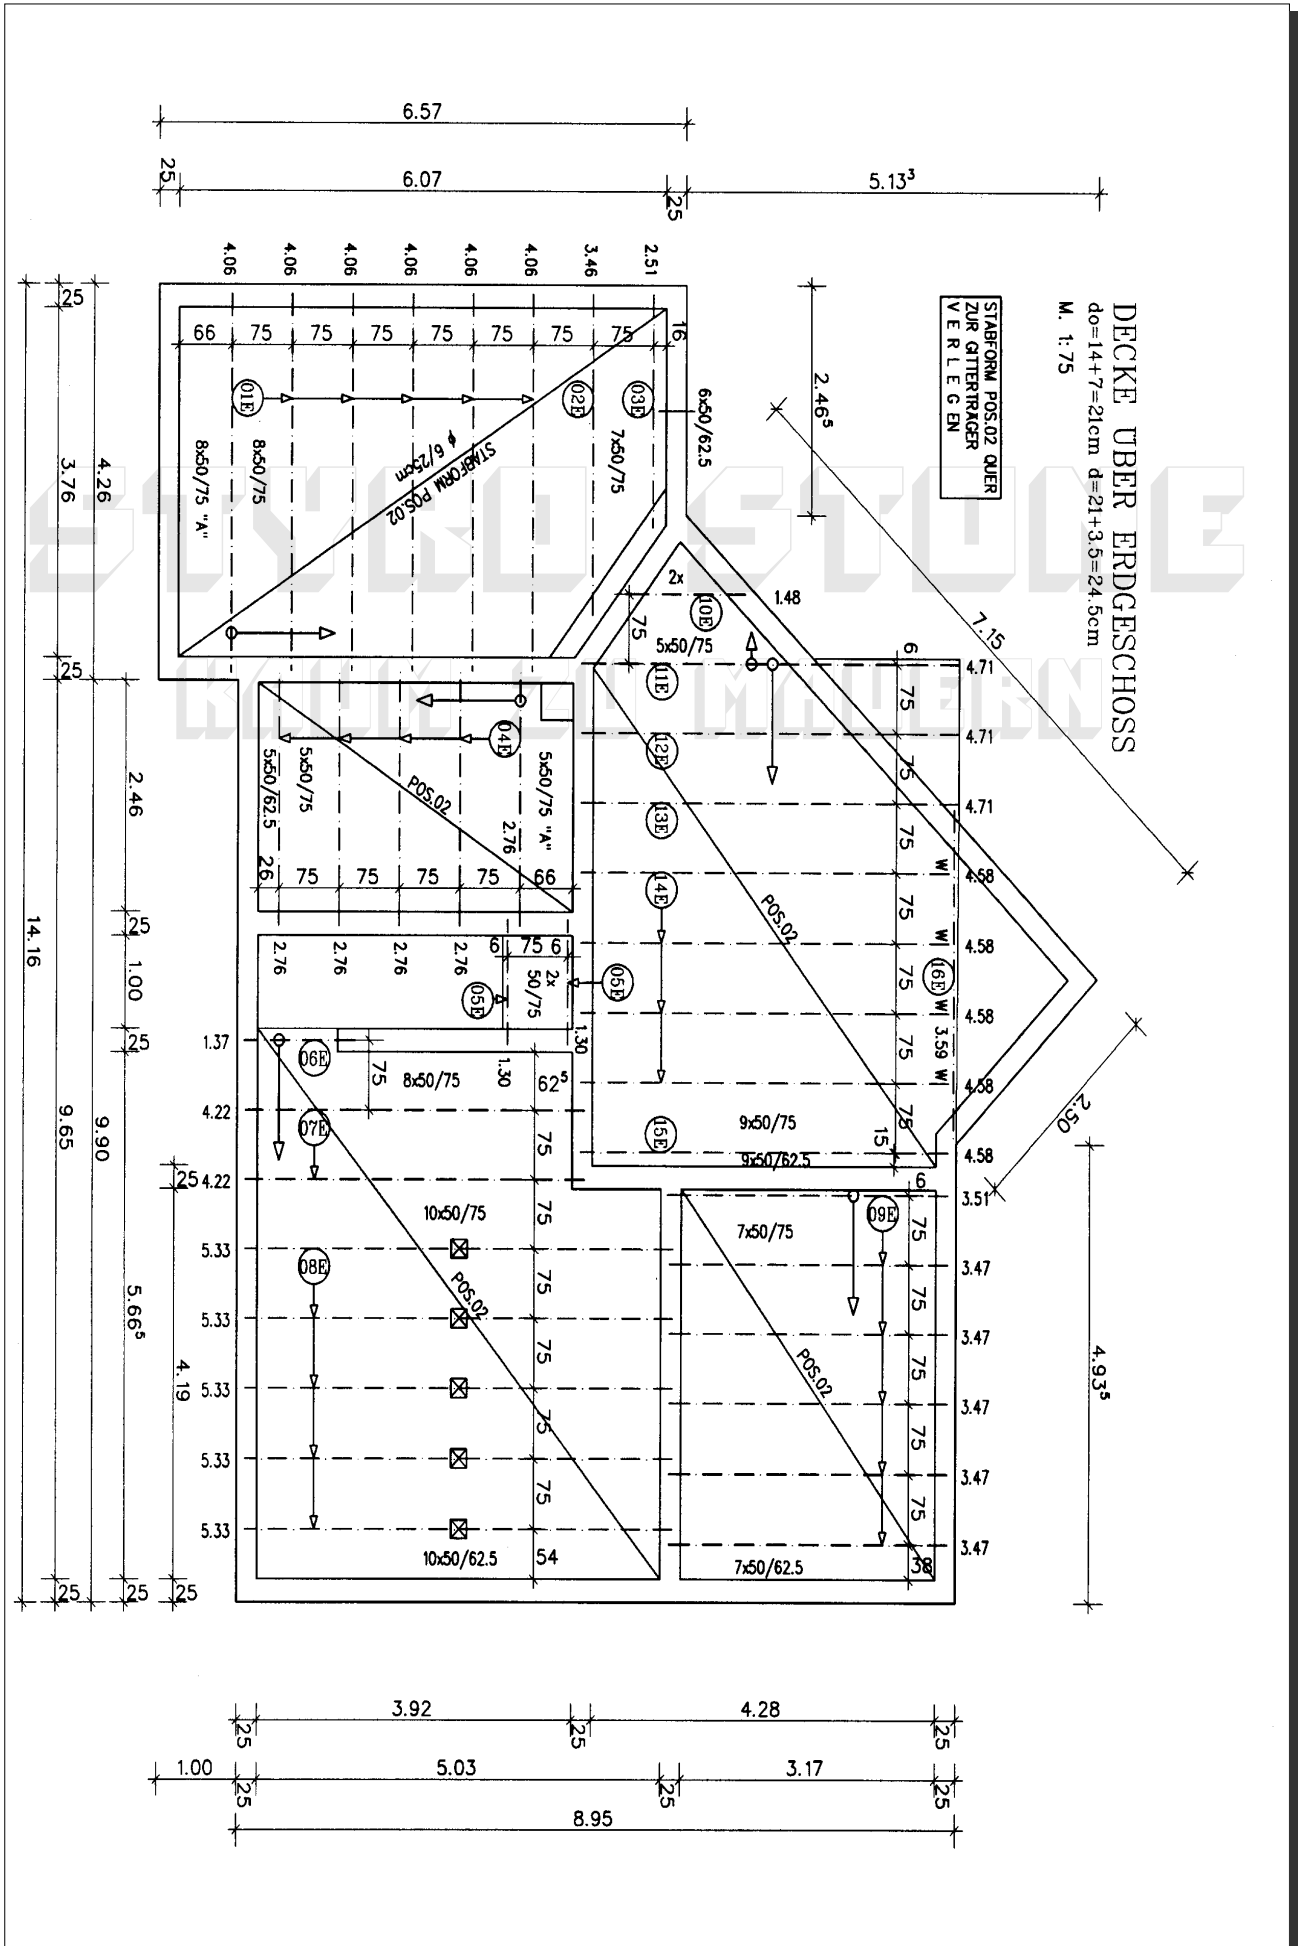 DECKE ÜBER ERDGESCHOSS
do=14+7=21cm d=21+3.5=24.5cm
M. 1:75
STABFORM POS.02 QUER
ZUR GITTERTRÄGER
V E R L E G E N
STYRO STONE
KAUM ZU MAUERN
6.57
25
6.07
25
5.13³
4.06
4.06
4.06
4.06
4.06
4.06
3.46
2.51
66
75
75
75
75
75
75
75
16
01E
02E
03E
6x50/62.5
7x50/75
8x50/75
8x50/75 "A"
STABFORM POS.02
ϕ 6/25cm
2.46⁵
7.15
2.50
4.93⁵
25
3.76
25
4.26
14.16
9.65
9.90
2.46
25
1.00
25
5.66⁵
25
4.19
25
25
25
04E
5x50/75 "A"
2.76
POS.02
5x50/75
5x50/62.5
26
75
75
75
75
66
2.76
2.76
2.76
2.76
6
75
6
2x
50/75
05E
05E
1.30
1.30
2x
10E
1.48
75
5x50/75
11E
12E
13E
14E
15E
16E
POS.02
6
75
75
75
75
75
75
75
15
4.71
4.71
4.71
4.58
4.58
4.58
4.58
4.58
W
W
W
W
3.59
9x50/75
9x50/62.5
1.37
4.22
4.22
5.33
5.33
5.33
5.33
5.33
06E
07E
08E
75
8x50/75
62⁵
75
75
75
75
75
75
54
10x50/75
POS.02
10x50/62.5
6
3.51
3.47
3.47
3.47
3.47
3.47
09E
75
75
75
75
75
38
7x50/75
POS.02
7x50/62.5
25
3.92
25
4.28
25
1.00
25
5.03
25
3.17
25
8.95